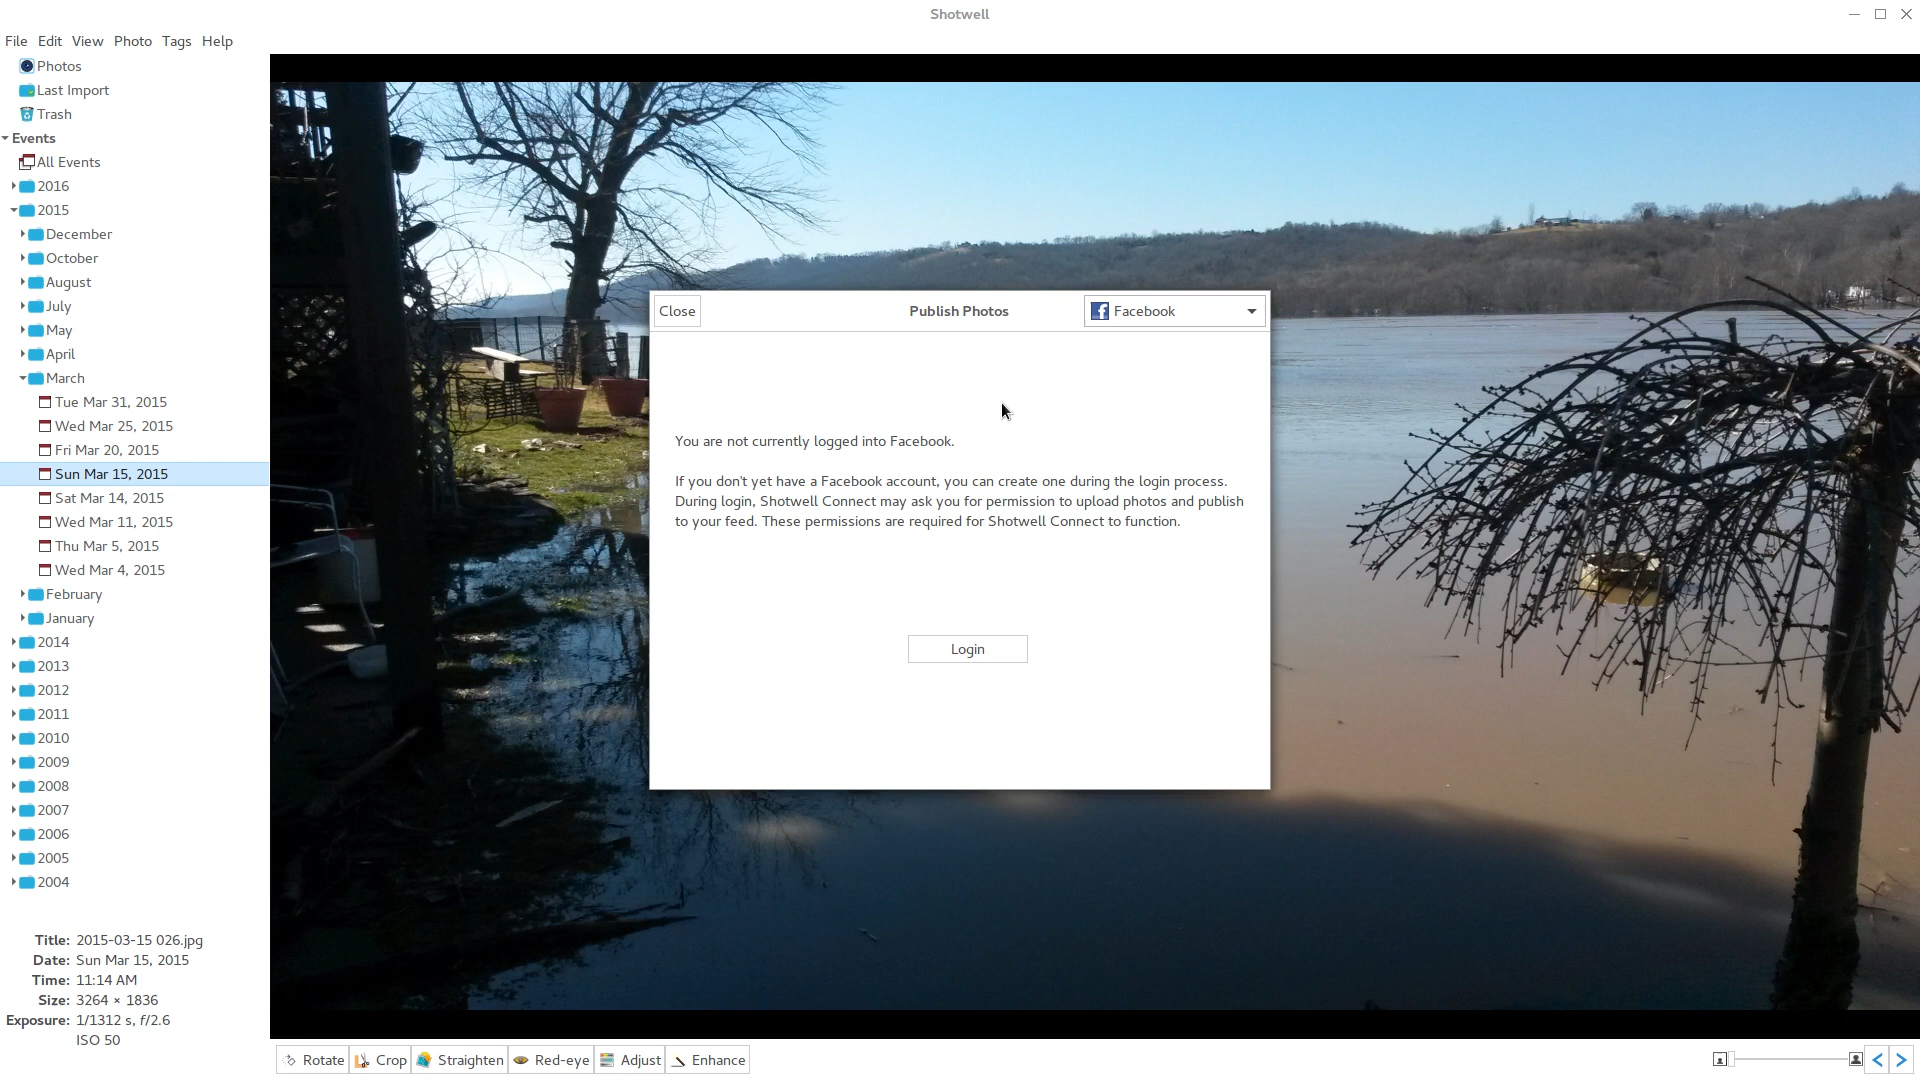 Shotwell
File Edit View Photo Tags Help
Photos
Last Import
Trash
Events
All Events
2016
2015
December
October
August
July
May
April
March
Tue Mar 31, 2015
Wed Mar 25, 2015
Fri Mar 20, 2015
Sun Mar 15, 2015
Sat Mar 14, 2015
Wed Mar 11, 2015
Thu Mar 5, 2015
Wed Mar 4, 2015
February
January
2014
2013
2012
2011
2010
2009
2008
2007
2006
2005
2004
Title: 2015-03-15 026.jpg
Date: Sun Mar 15, 2015
Time: 11:14 AM
Size: 3264 × 1836
Exposure: 1/1312 s, f/2.6
ISO 50
Close Publish Photos Facebook
You are not currently logged into Facebook.
If you don't yet have a Facebook account, you can create one during the login process.
During login, Shotwell Connect may ask you for permission to upload photos and publish
to your feed. These permissions are required for Shotwell Connect to function.
Login
Rotate Crop Straighten Red-eye Adjust Enhance